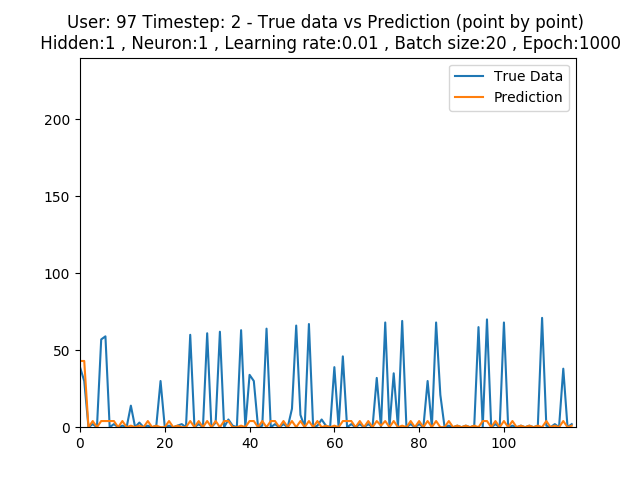 User: 97 Timestep: 2 - True data vs Prediction (point by point)
Hidden:1 , Neuron:1 , Learning rate:0.01 , Batch size:20 , Epoch:1000
True Data
Prediction
200
150
100
50
0
0 20 40 60 80 100